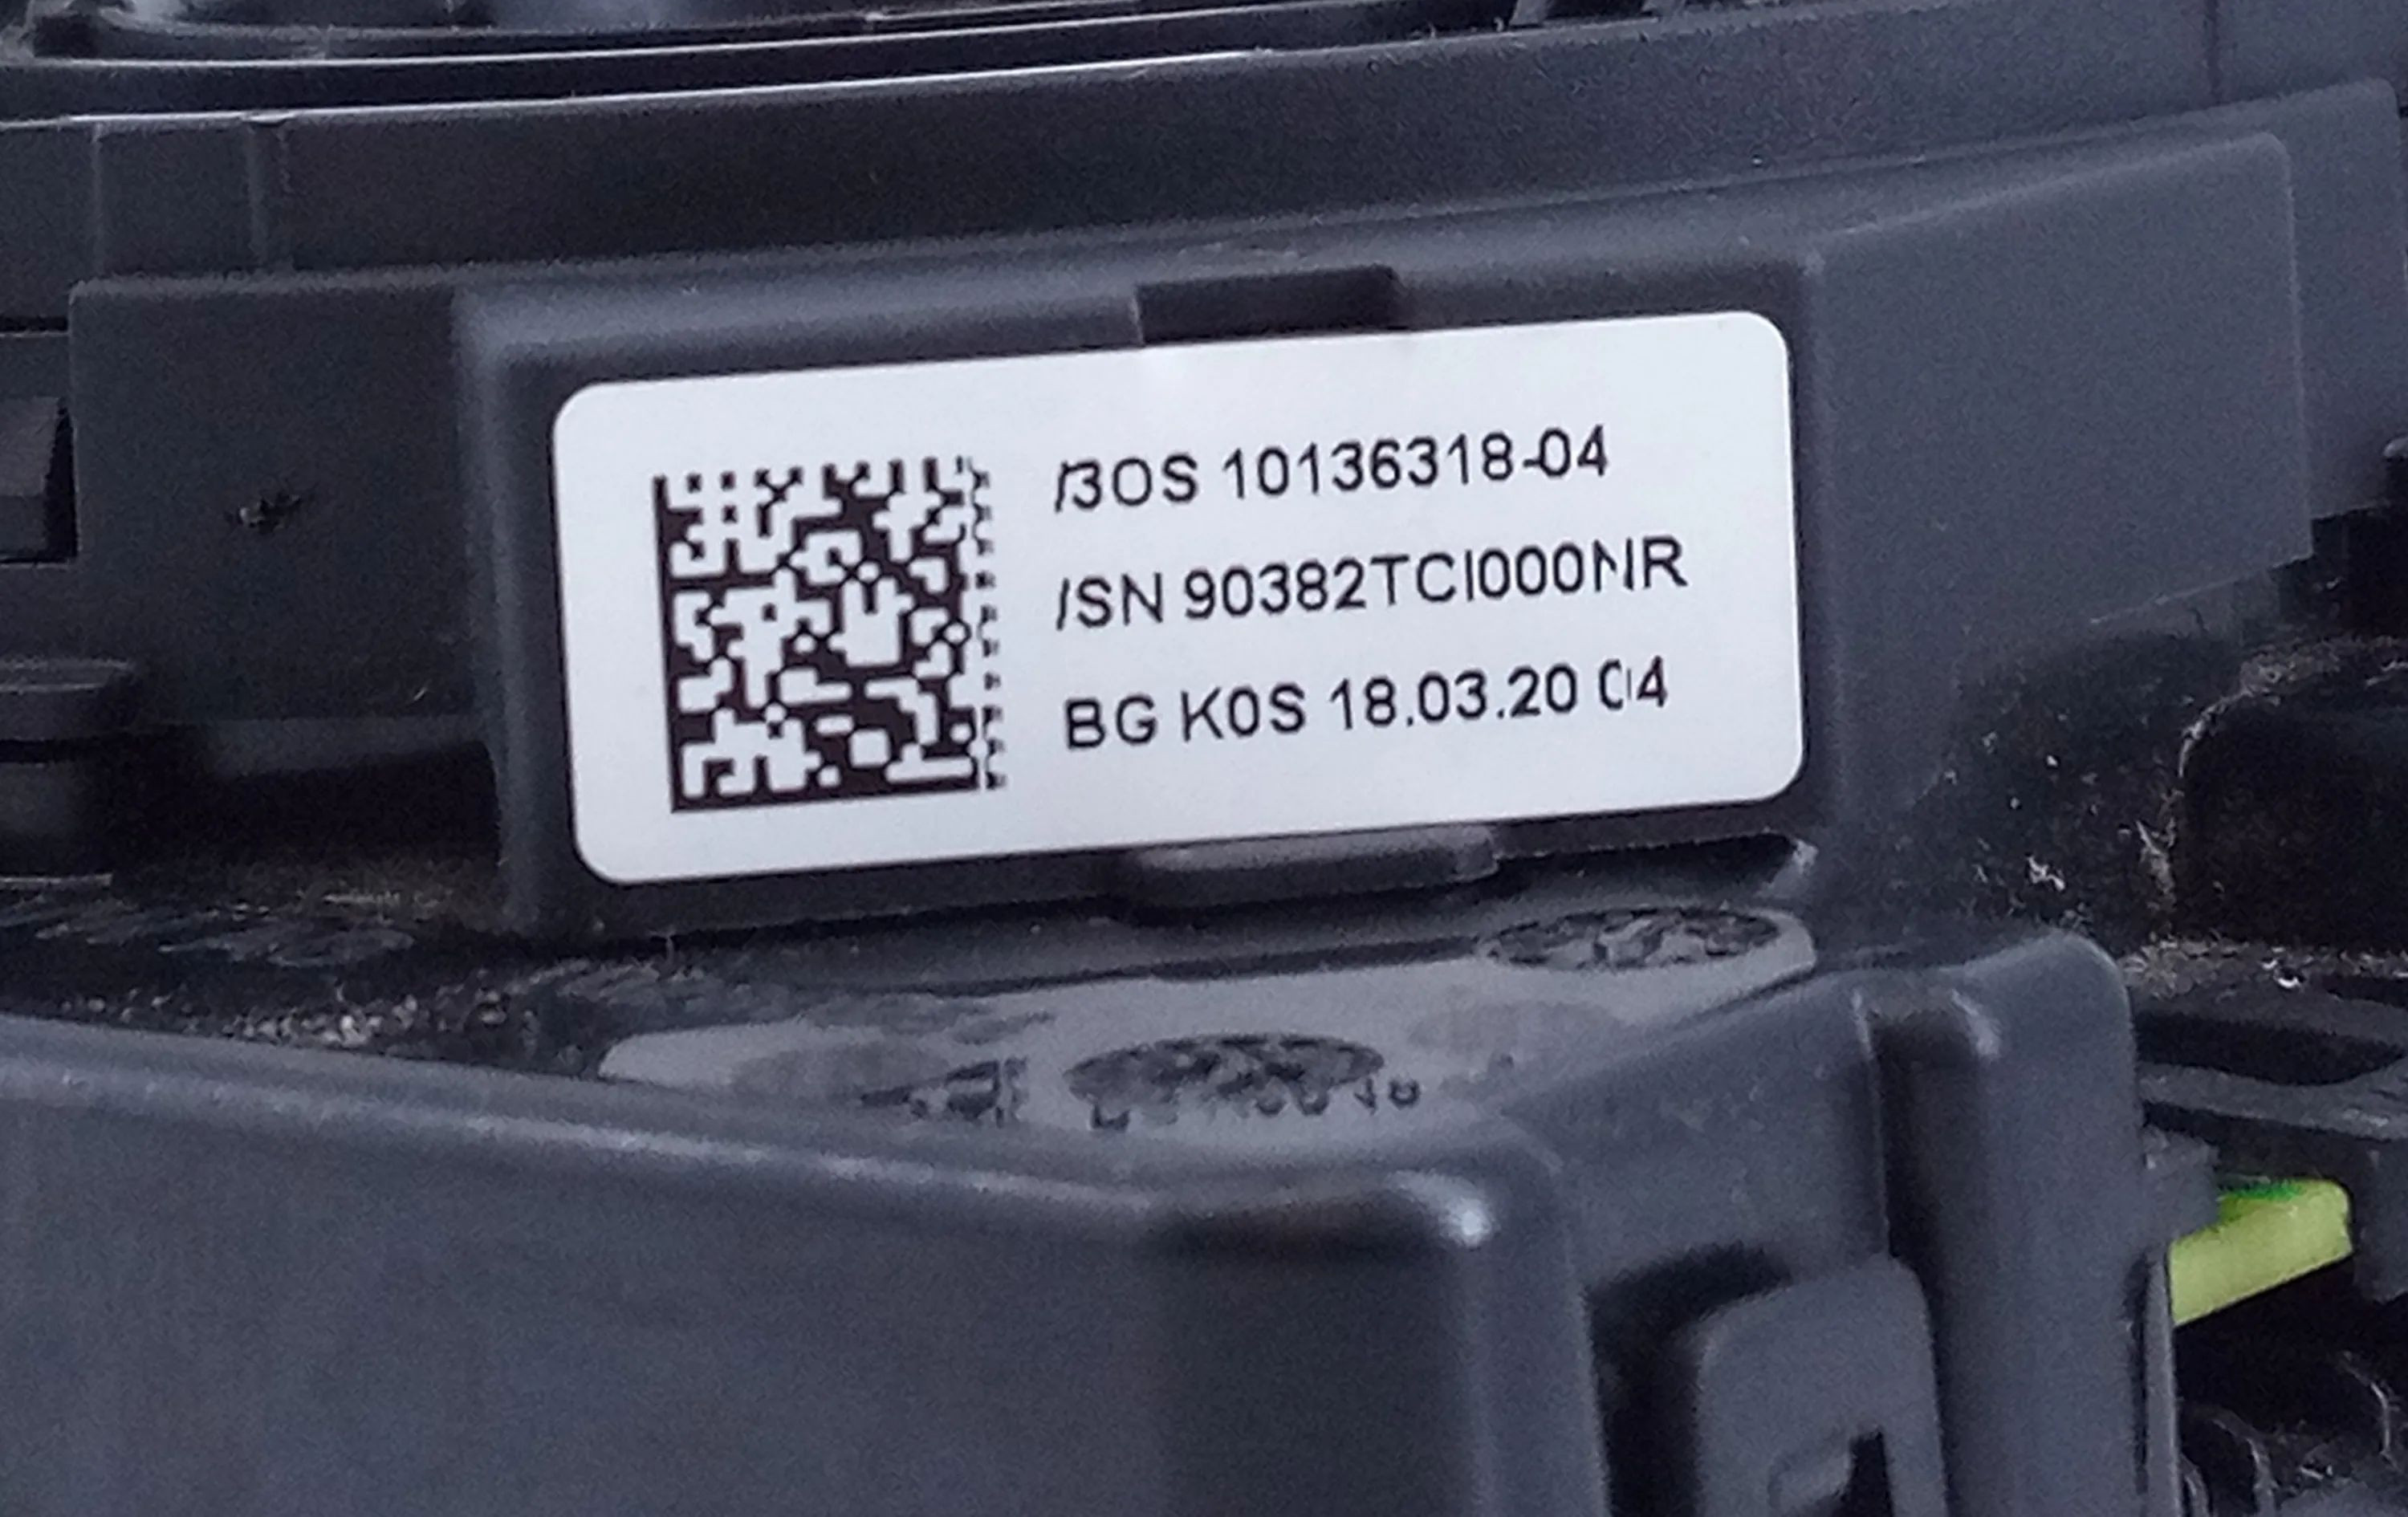 /3OS 10136318-04
/SN 90382TCI000NR
BG K0S 18.03.20 04